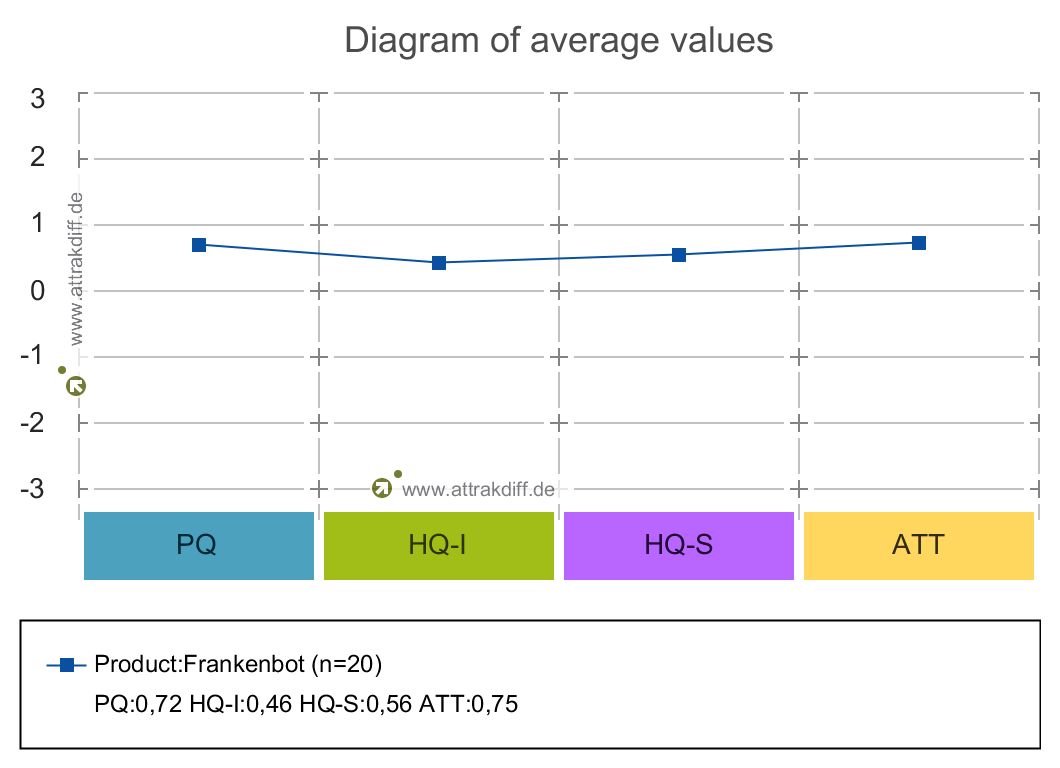 Diagram of average values
3
2
1
0
-1
-2
-3
www.attrakdiff.de
www.attrakdiff.de
PQ HQ-I HQ-S ATT
Product:Frankenbot (n=20)
PQ:0,72 HQ-I:0,46 HQ-S:0,56 ATT:0,75